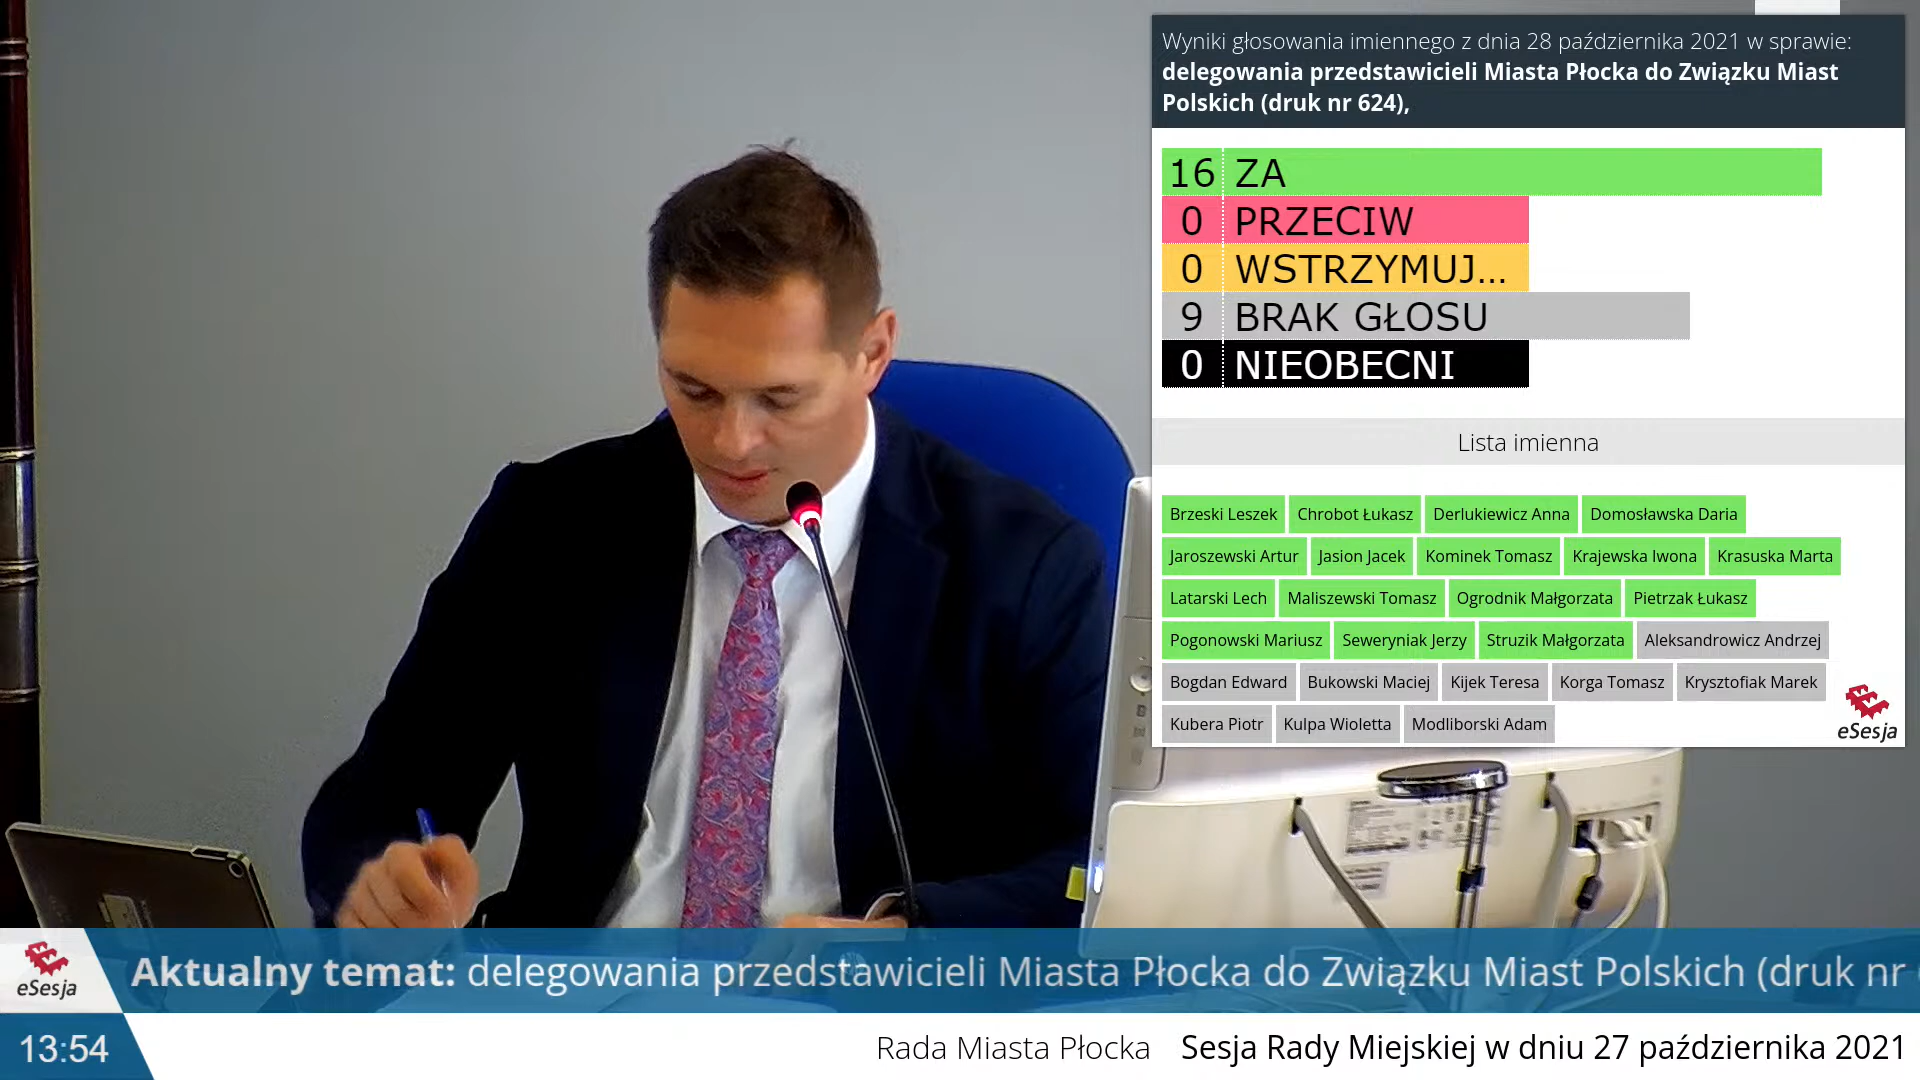 Wyniki głosowania imiennego z dnia 28 października 2021 w sprawie:
delegowania przedstawicieli Miasta Płocka do Związku Miast
Polskich (druk nr 624),
16 ZA
0 PRZECIW
0 WSTRZYMUJ...
9 BRAK GŁOSU
0 NIEOBECNI
Lista imienna
Brzeski Leszek Chrobot Łukasz Derlukiewicz Anna Domosławska Daria
Jaroszewski Artur Jasion Jacek Kominek Tomasz Krajewska Iwona Krasuska Marta
Latarski Lech Maliszewski Tomasz Ogrodnik Małgorzata Pietrzak Łukasz
Pogonowski Mariusz Seweryniak Jerzy Struzik Małgorzata Aleksandrowicz Andrzej
Bogdan Edward Bukowski Maciej Kijek Teresa Korga Tomasz Krysztofiak Marek
Kubera Piotr Kulpa Wioletta Modliborski Adam
eSesja
eSesja
Aktualny temat: delegowania przedstawicieli Miasta Płocka do Związku Miast Polskich (druk nr
13:54
Rada Miasta Płocka Sesja Rady Miejskiej w dniu 27 października 2021